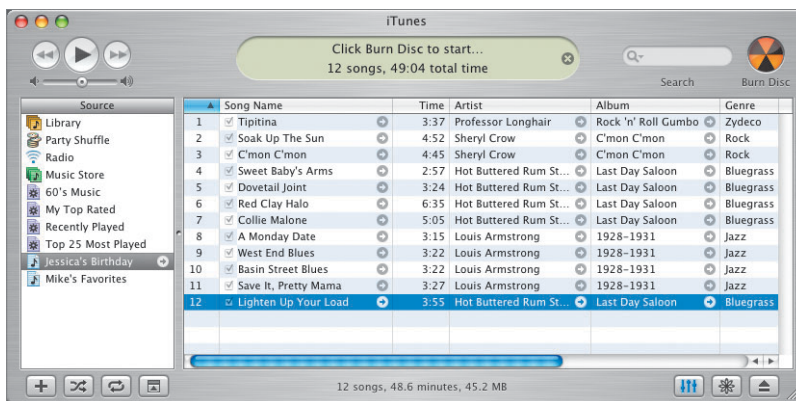 iTunes
Click Burn Disc to start...
12 songs, 49:04 total time
Search
Burn Disc
Source
Library
Party Shuffle
Radio
Music Store
60's Music
My Top Rated
Recently Played
Top 25 Most Played
Jessica's Birthday
Mike's Favorites
Song Name Time Artist Album Genre
1 Tipitina 3:37 Professor Longhair Rock 'n' Roll Gumbo Zydeco
2 Soak Up The Sun 4:52 Sheryl Crow C'mon C'mon Rock
3 C'mon C'mon 4:45 Sheryl Crow C'mon C'mon Rock
4 Sweet Baby's Arms 2:57 Hot Buttered Rum St... Last Day Saloon Bluegrass
5 Dovetail Joint 3:24 Hot Buttered Rum St... Last Day Saloon Bluegrass
6 Red Clay Halo 6:35 Hot Buttered Rum St... Last Day Saloon Bluegrass
7 Collie Malone 5:05 Hot Buttered Rum St... Last Day Saloon Bluegrass
8 A Monday Date 3:15 Louis Armstrong 1928-1931 Jazz
9 West End Blues 3:22 Louis Armstrong 1928-1931 Jazz
10 Basin Street Blues 3:22 Louis Armstrong 1928-1931 Jazz
11 Save It, Pretty Mama 3:27 Louis Armstrong 1928-1931 Jazz
12 Lighten Up Your Load 3:55 Hot Buttered Rum St... Last Day Saloon Bluegrass
12 songs, 48.6 minutes, 45.2 MB